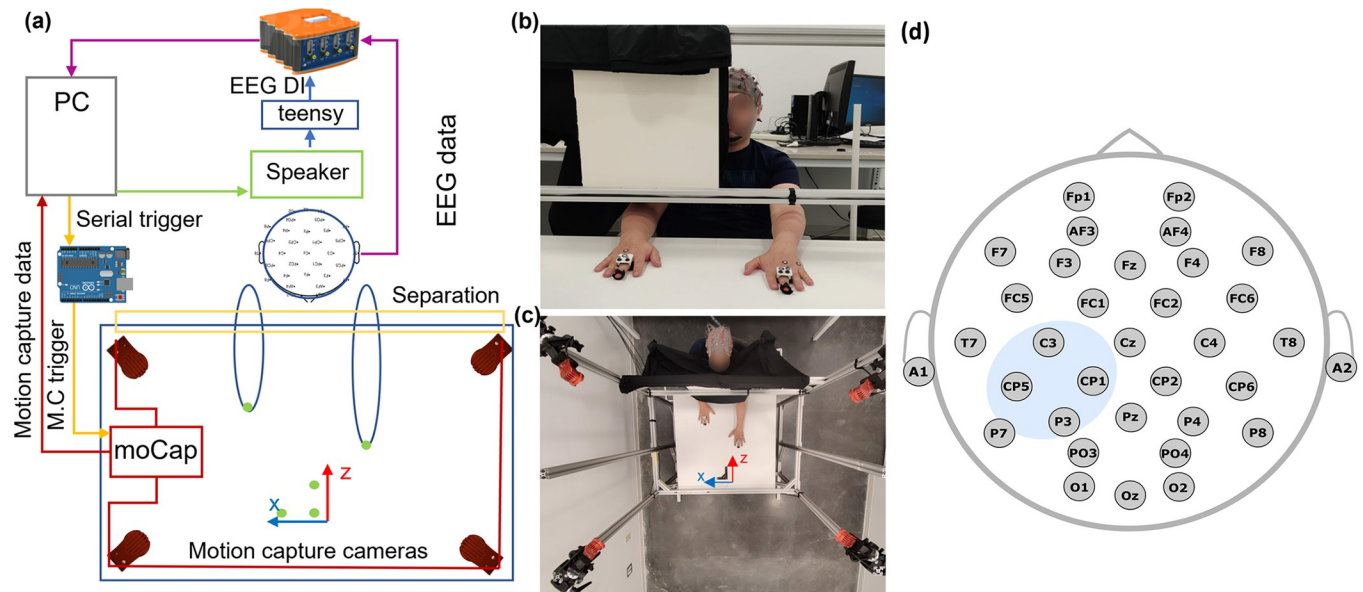 (a)
EEG DI
PC
teensy
Speaker
EEG data
Serial trigger
Motion capture data
M.C trigger
Separation
moCap
z
x
Motion capture cameras
(b)
(c)
z
x
(d)
Fp1 Fp2
AF3 AF4
F7 F3 Fz F4 F8
FC5 FC1 FC2 FC6
T7 C3 Cz C4 T8
A1 A2
CP5 CP1 CP2 CP6
P7 P3 Pz P4 P8
PO3 PO4
O1 Oz O2